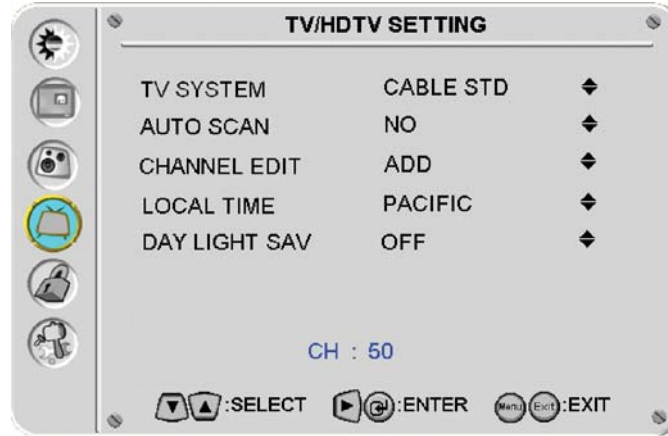 TV/HDTV SETTING
TV SYSTEM CABLE STD
AUTO SCAN NO
CHANNEL EDIT ADD
LOCAL TIME PACIFIC
DAY LIGHT SAV OFF
CH : 50
:SELECT :ENTER Menu Exit :EXIT